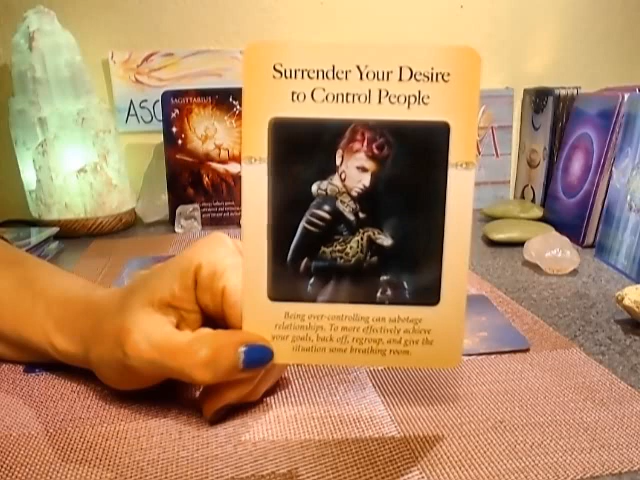 Surrender Your Desire
to Control People
Being over-controlling can sabotage
relationships. To more effectively achieve
your goals, back off, regroup, and give the
situation some breathing room.
ASC
SAGITTARIUS